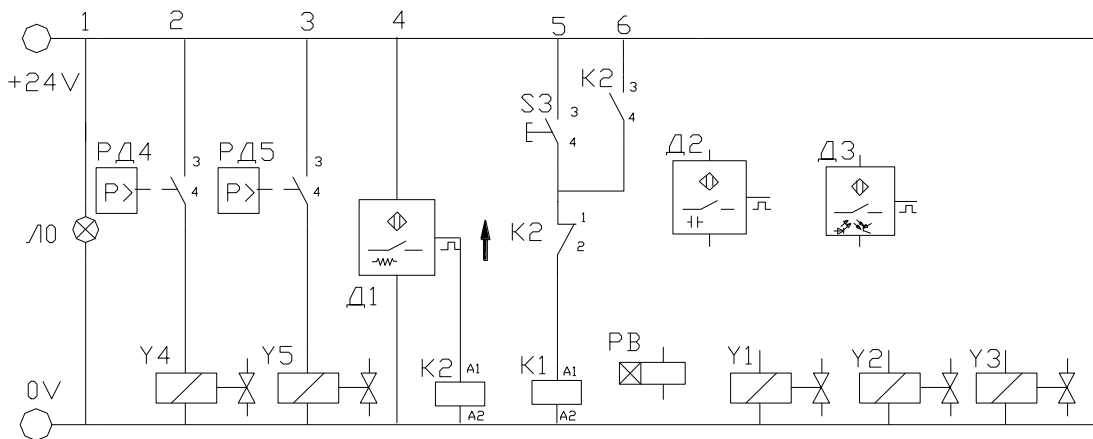 1 2 3 4 5 6
+24V
РД4 3 4
РД5 3 4
S3 3 4
K2 3 4
Д2
Д3
ЛО
P>
P>
K2 1 2
Д1
Y4
Y5
K2 A1
K1 A1
РВ
Y1
Y2
Y3
0V
A2
A2